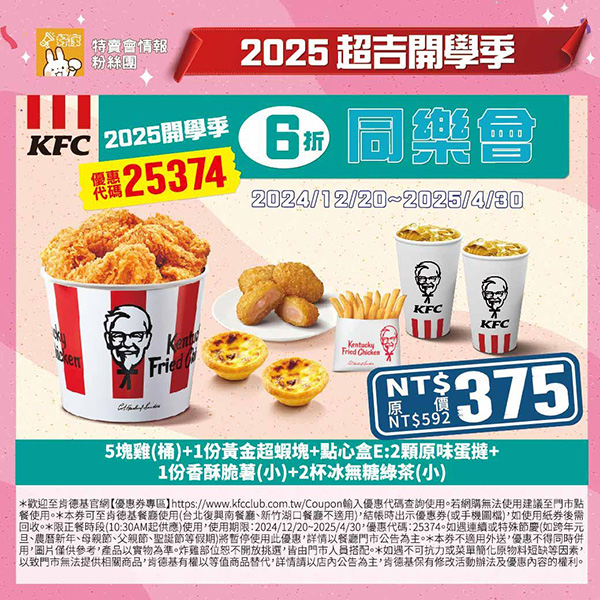 好康
特賣會情報
粉絲團
2025 超吉開學季
KFC
2025開學季
6折
同樂會
優惠
代碼25374
2024/12/20~2025/4/30
Kentucky
Fried Chicken
KFC
KFC
Kentucky
Fried Chicken
NT$375
原價
NT$592
5塊雞(桶)+1份黃金超蝦塊+點心盒E:2顆原味蛋撻+
1份香酥脆薯(小)+2杯冰無糖綠茶(小)
*歡迎至肯德基官網【優惠券專區】https://www.kfcclub.com.tw/Coupon輸入優惠代碼查詢使用。若網購無法使用建議至門市點
餐使用。*本券可至肯德基餐廳使用(台北復興南餐廳、新竹湖口餐廳不適用),結帳時出示優惠券(或手機圖檔),如使用紙券後需
回收。*限正餐時段(10:30AM起供應)使用,使用期限:2024/12/20~2025/4/30,優惠代碼:25374。如遇連續或特殊節慶(如跨年元
旦、農曆新年、母親節、父親節、聖誕節等假期)將暫停使用此優惠,詳情以餐廳門市公告為主。*本券不適用外送,優惠不得同時併
用,圖片僅供參考,產品以實物為準。炸雞部位恕不開放挑選,皆由門市人員搭配。*如遇不可抗力或菜單簡化原物料短缺等因素,
以致門市無法提供相關商品,肯德基有權以等值商品替代,詳情請以店內公告為主,肯德基保有修改活動辦法及優惠內容的權利。